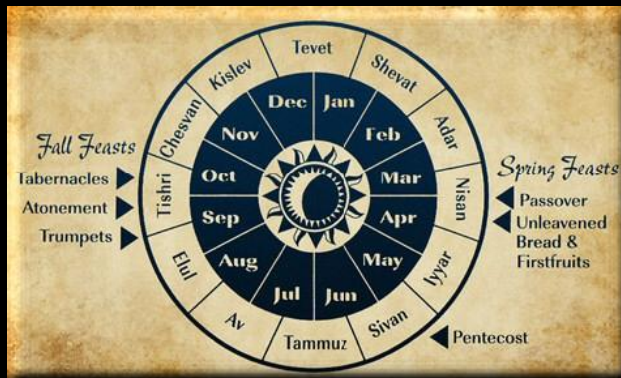 Tevet
Shevat
Adar
Nisan
Iyyar
Sivan
Tammuz
Av
Elul
Tishri
Chesvan
Kislev
Jan
Feb
Mar
Apr
May
Jun
Jul
Aug
Sep
Oct
Nov
Dec
Fall Feasts
Tabernacles
Atonement
Trumpets
Spring Feasts
Passover
Unleavened
Bread &
Firstfruits
Pentecost